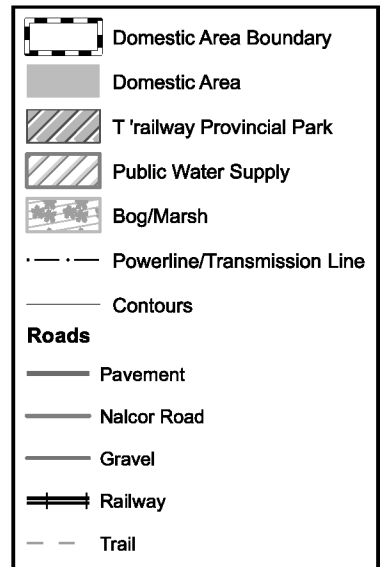 Domestic Area Boundary
Domestic Area
T 'railway Provincial Park
Public Water Supply
Bog/Marsh
Powerline/Transmission Line
Contours
Roads
Pavement
Nalcor Road
Gravel
Railway
Trail